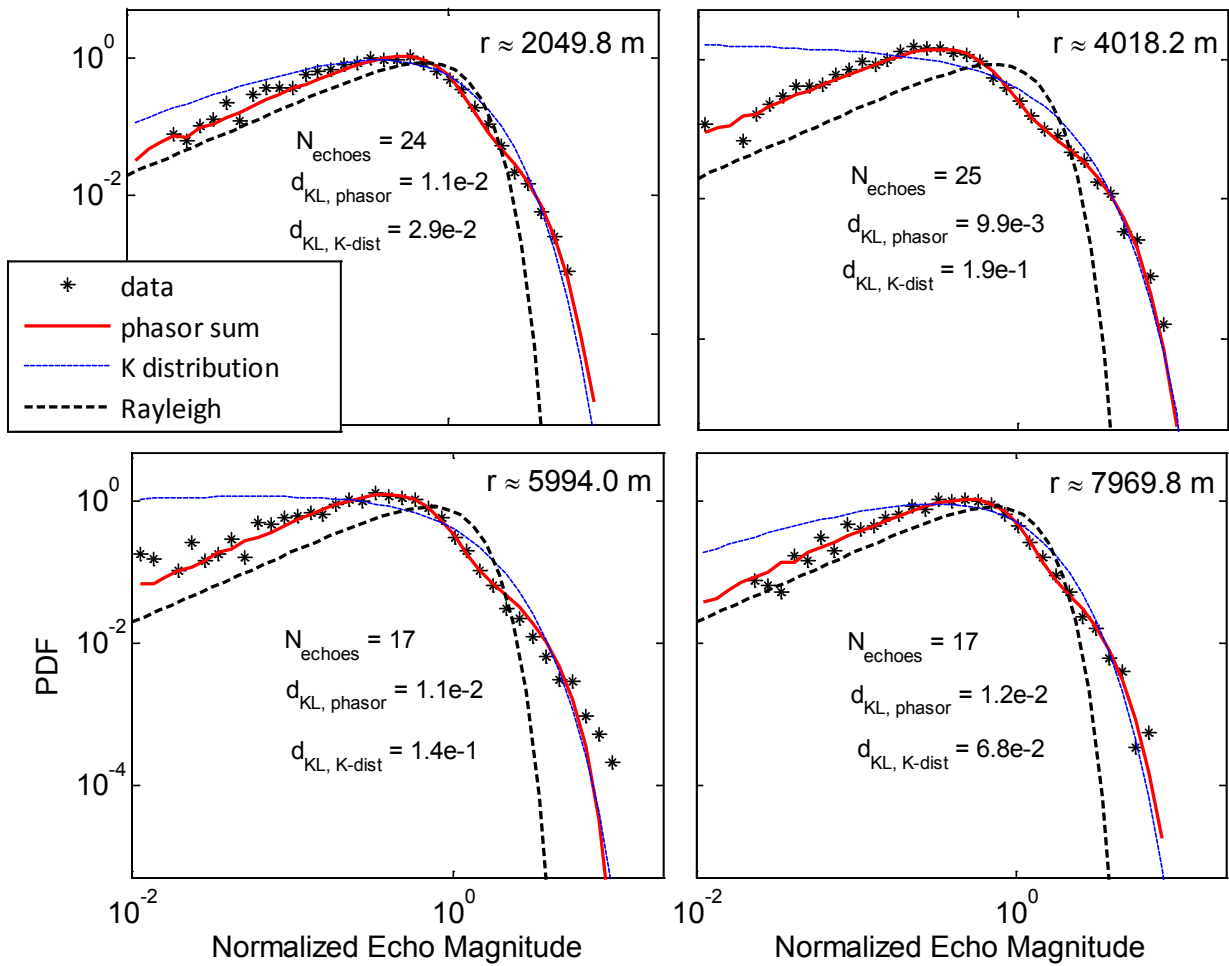 10^0
10^-2
r ≈ 2049.8 m
N_echoes = 24
d_KL, phasor = 1.1e-2
d_KL, K-dist = 2.9e-2
data
phasor sum
K distribution
Rayleigh
r ≈ 4018.2 m
N_echoes = 25
d_KL, phasor = 9.9e-3
d_KL, K-dist = 1.9e-1
PDF
10^0
10^-2
10^-4
r ≈ 5994.0 m
N_echoes = 17
d_KL, phasor = 1.1e-2
d_KL, K-dist = 1.4e-1
10^-2
10^0
Normalized Echo Magnitude
r ≈ 7969.8 m
N_echoes = 17
d_KL, phasor = 1.2e-2
d_KL, K-dist = 6.8e-2
10^-2
10^0
Normalized Echo Magnitude